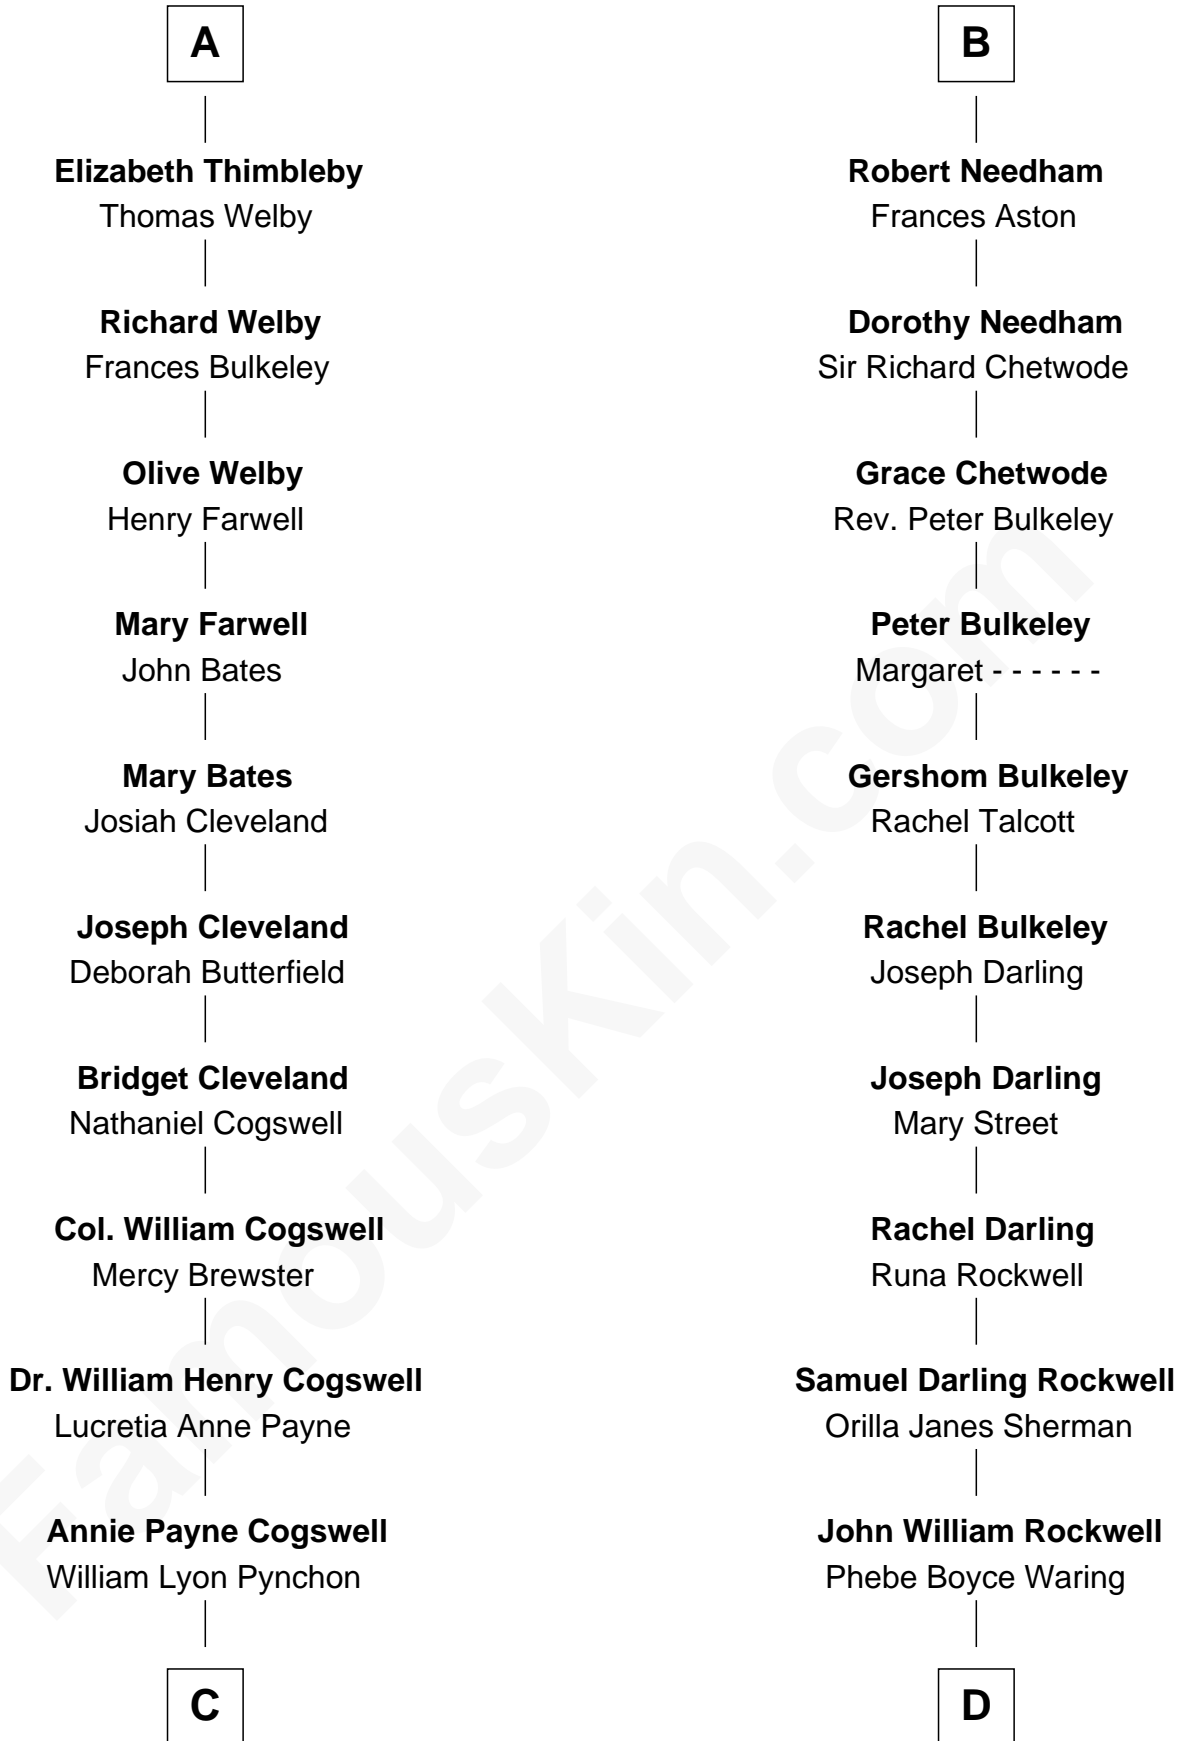 A
Elizabeth Thimbleby
Thomas Welby
Richard Welby
Frances Bulkeley
Olive Welby
Henry Farwell
Mary Farwell
John Bates
Mary Bates
Josiah Cleveland
Joseph Cleveland
Deborah Butterfield
Bridget Cleveland
Nathaniel Cogswell
Col. William Cogswell
Mercy Brewster
Dr. William Henry Cogswell
Lucretia Anne Payne
Annie Payne Cogswell
William Lyon Pynchon
C
B
Robert Needham
Frances Aston
Dorothy Needham
Sir Richard Chetwode
Grace Chetwode
Rev. Peter Bulkeley
Peter Bulkeley
Margaret - - - - - -
Gershom Bulkeley
Rachel Talcott
Rachel Bulkeley
Joseph Darling
Joseph Darling
Mary Street
Rachel Darling
Runa Rockwell
Samuel Darling Rockwell
Orilla Janes Sherman
John William Rockwell
Phebe Boyce Waring
D
FamousKin.com